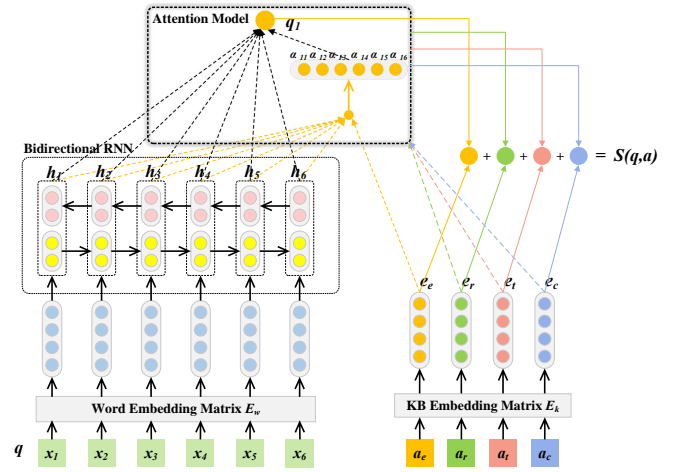 Attention Model
q1
α11 α12 α13 α14 α15 α16
Bidirectional RNN
h1 h2 h3 h4 h5 h6
+ + + = S(q,a)
ee er et ec
Word Embedding Matrix Ew
KB Embedding Matrix Ek
q x1 x2 x3 x4 x5 x6
ae ar at ac